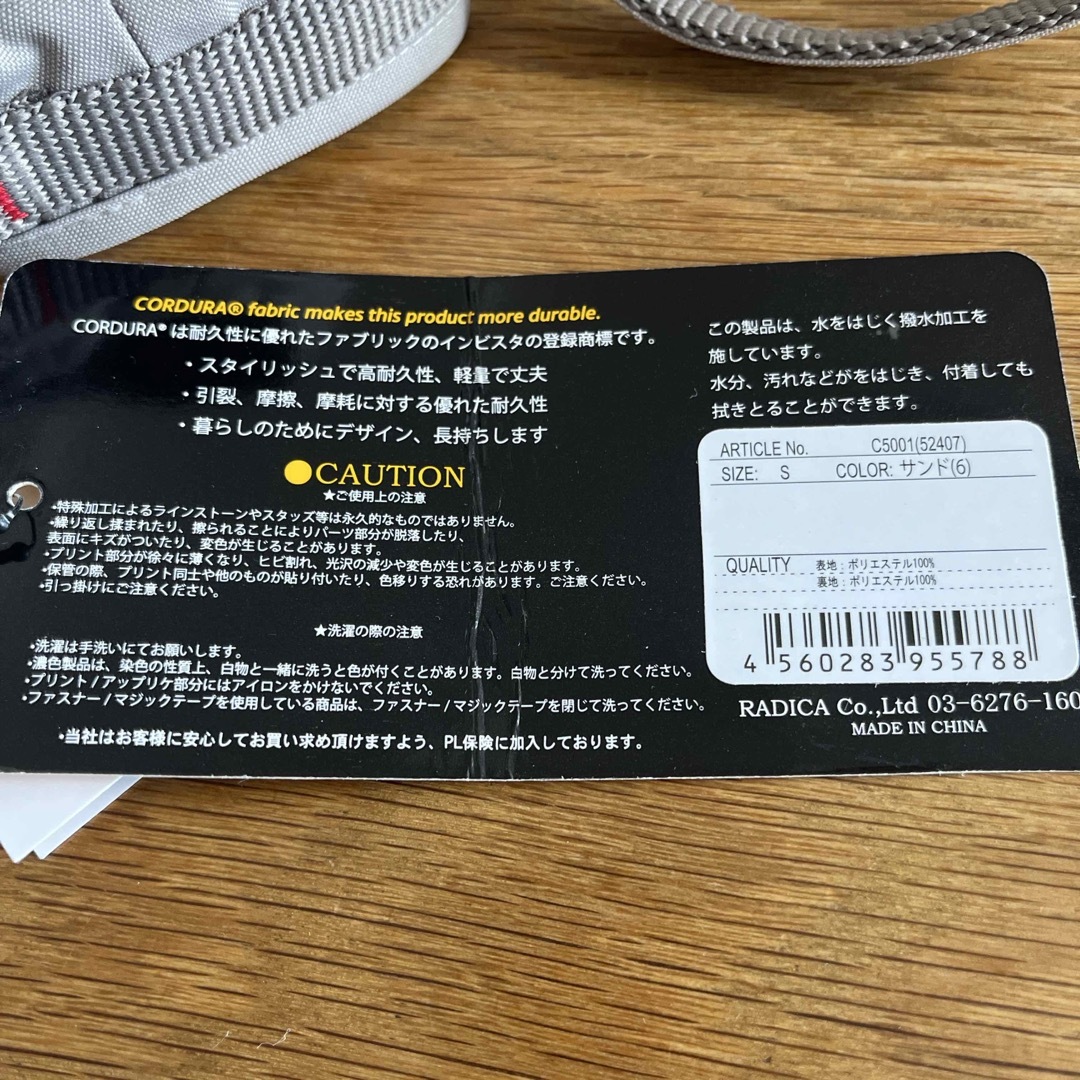 CORDURA® fabric makes this product more durable.
CORDURA® は耐久性に優れたファブリックのインビスタの登録商標です。
・スタイリッシュで高耐久性、軽量で丈夫
・引裂、摩擦、摩耗に対する優れた耐久性
・暮らしのためにデザイン、長持ちします
●CAUTION
★ご使用上の注意
・特殊加工によるラインストーンやスタッズ等は永久的なものではありません。
・繰り返し揉まれたり、擦られることによりパーツ部分が脱落したり、
表面にキズがついたり、変色が生じることがあります。
・プリント部分が徐々に薄くなり、ヒビ割れ、光沢の減少や変色が生じることがあります。
・保管の際、プリント同士や他のものが貼り付いたり、色移りする恐れがあります。ご注意ください。
・引っ掛けにご注意ください。
★洗濯の際の注意
・洗濯は手洗いにてお願いします。
・濃色製品は、染色の性質上、白物と一緒に洗うと色が付くことがあります。白物と分けて洗ってください。
・プリント/アップリケ部分にはアイロンをかけないでください。
・ファスナー/マジックテープを使用している商品は、ファスナー/マジックテープを閉じて洗ってください。
・当社はお客様に安心してお買い求め頂けますよう、PL保険に加入しております。
この製品は、水をはじく撥水加工を
施しています。
水分、汚れなどがをはじき、付着しても
拭きとることができます。
ARTICLE No. C5001(52407)
SIZE: S COLOR: サンド(6)
QUALITY 表地:ポリエステル100%
裏地:ポリエステル100%
4 560283 955788
RADICA Co.,Ltd 03-6276-160
MADE IN CHINA